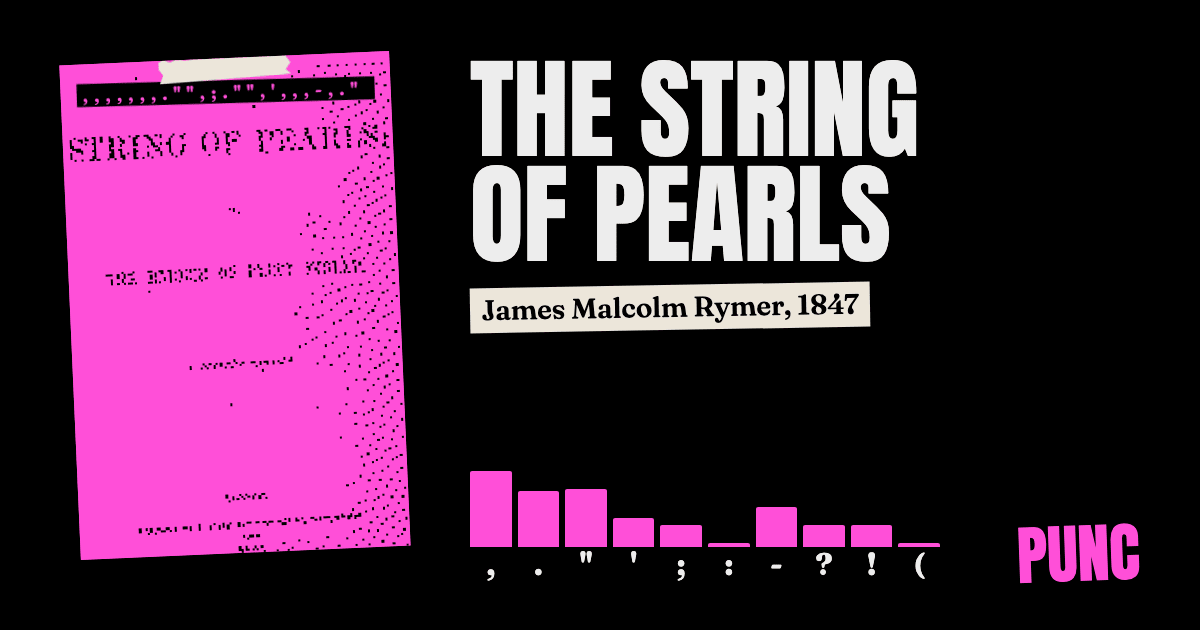 ,,,,,,,."",;."",',,,-,."
STRING OF PEARLS
THE STRING
OF PEARLS
James Malcolm Rymer, 1847
, . " ' ; : - ? ! (
PUNC